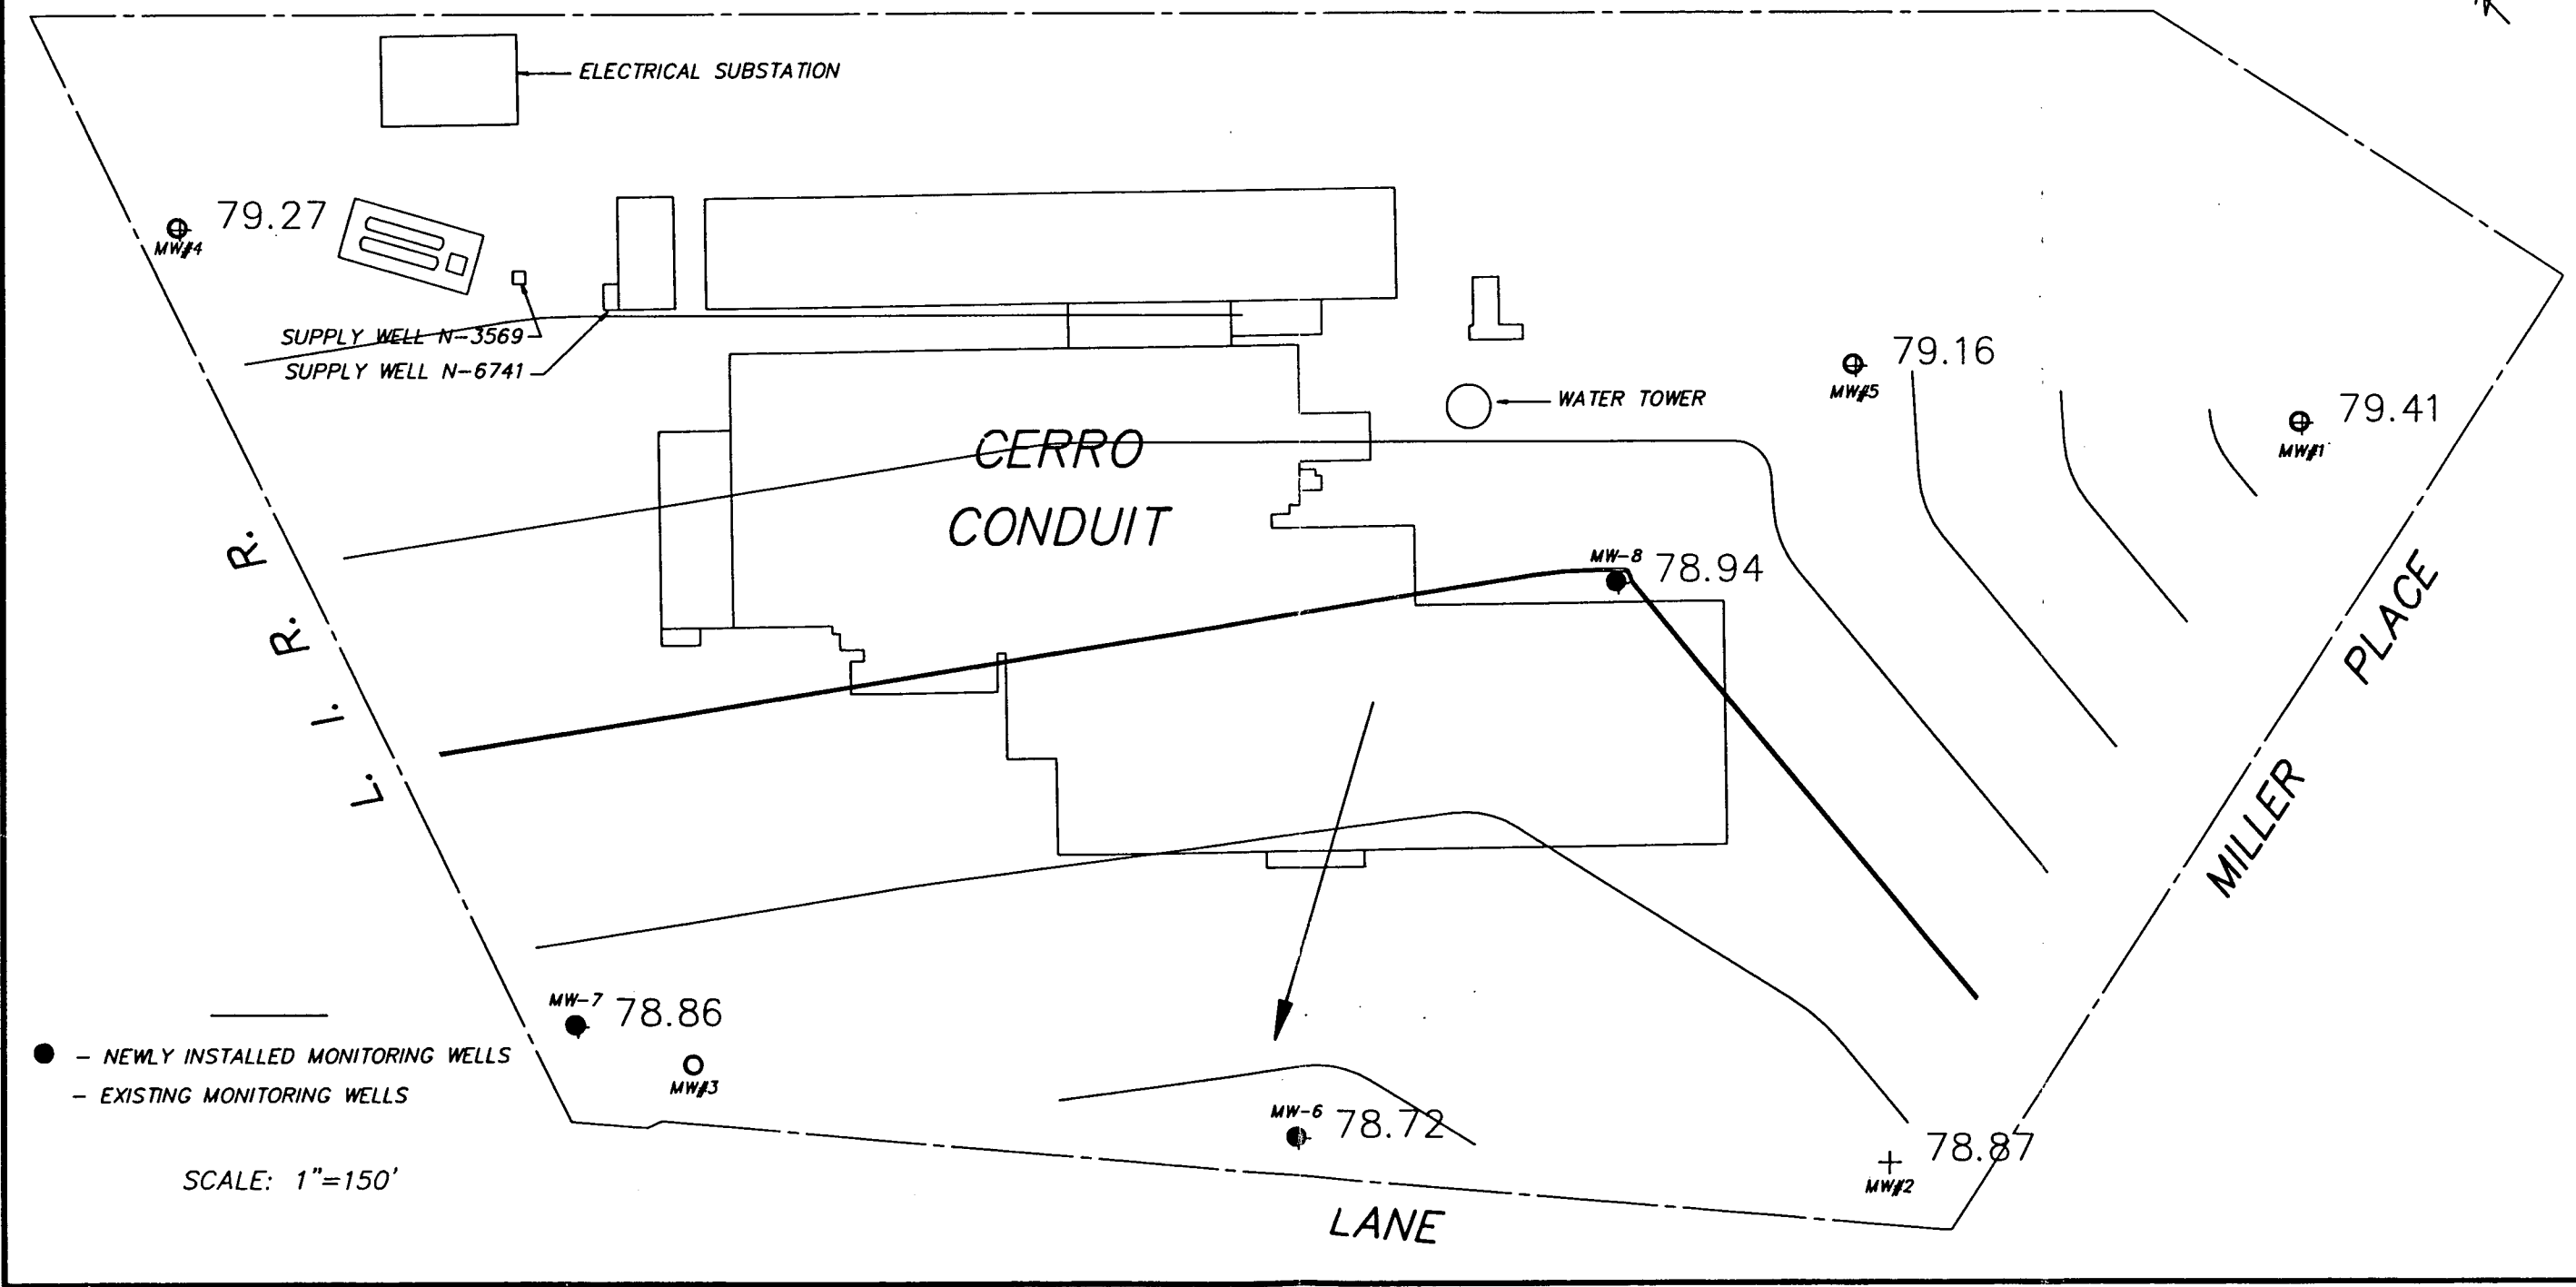 ELECTRICAL SUBSTATION
79.27
MW#4
SUPPLY WELL N-3569
SUPPLY WELL N-6741
79.16
MW#5
WATER TOWER
79.41
MW#1
CERRO
CONDUIT
MW-8 78.94
L. I. R. R.
MILLER PLACE
MW-7 78.86
MW#3
- NEWLY INSTALLED MONITORING WELLS
- EXISTING MONITORING WELLS
MW-6 78.72
78.87
MW#2
SCALE: 1"=150'
LANE